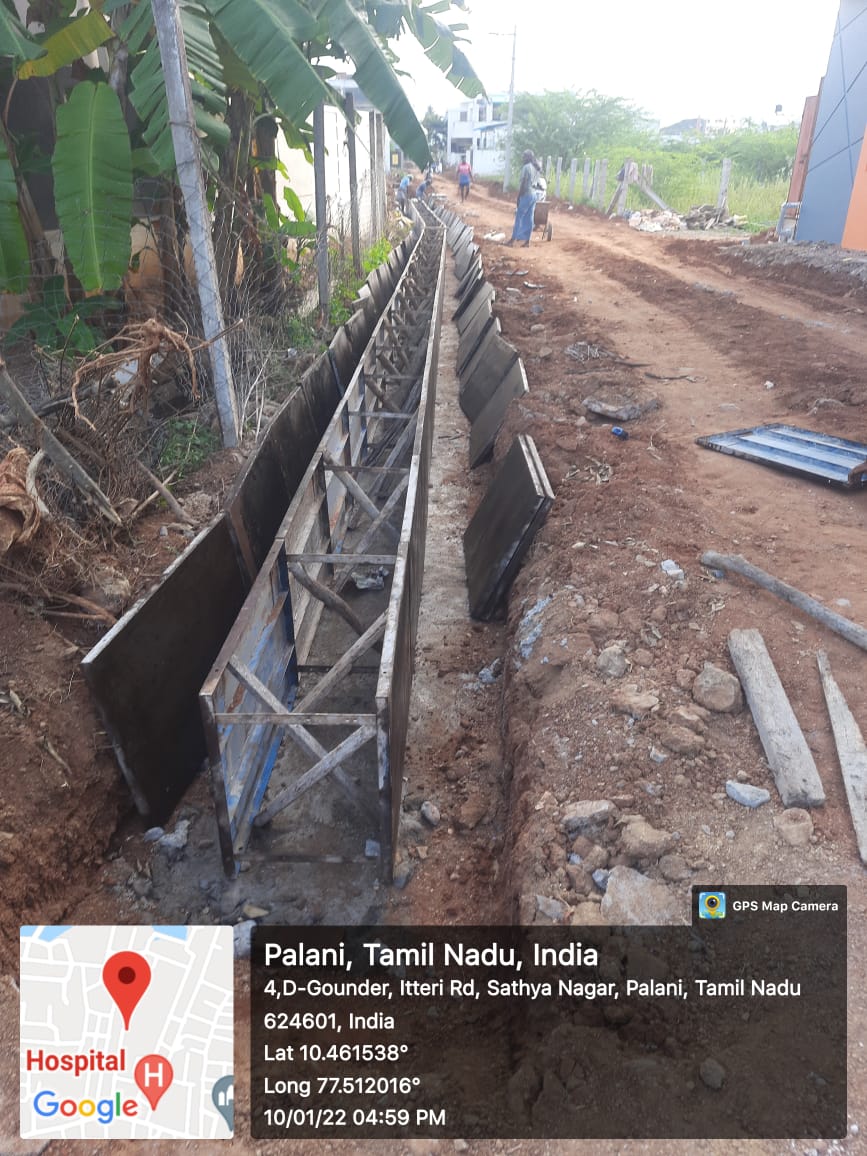 GPS Map Camera
Palani, Tamil Nadu, India
4,D-Gounder, Itteri Rd, Sathya Nagar, Palani, Tamil Nadu
624601, India
Lat 10.461538°
Long 77.512016°
10/01/22 04:59 PM
Hospital
H
Google